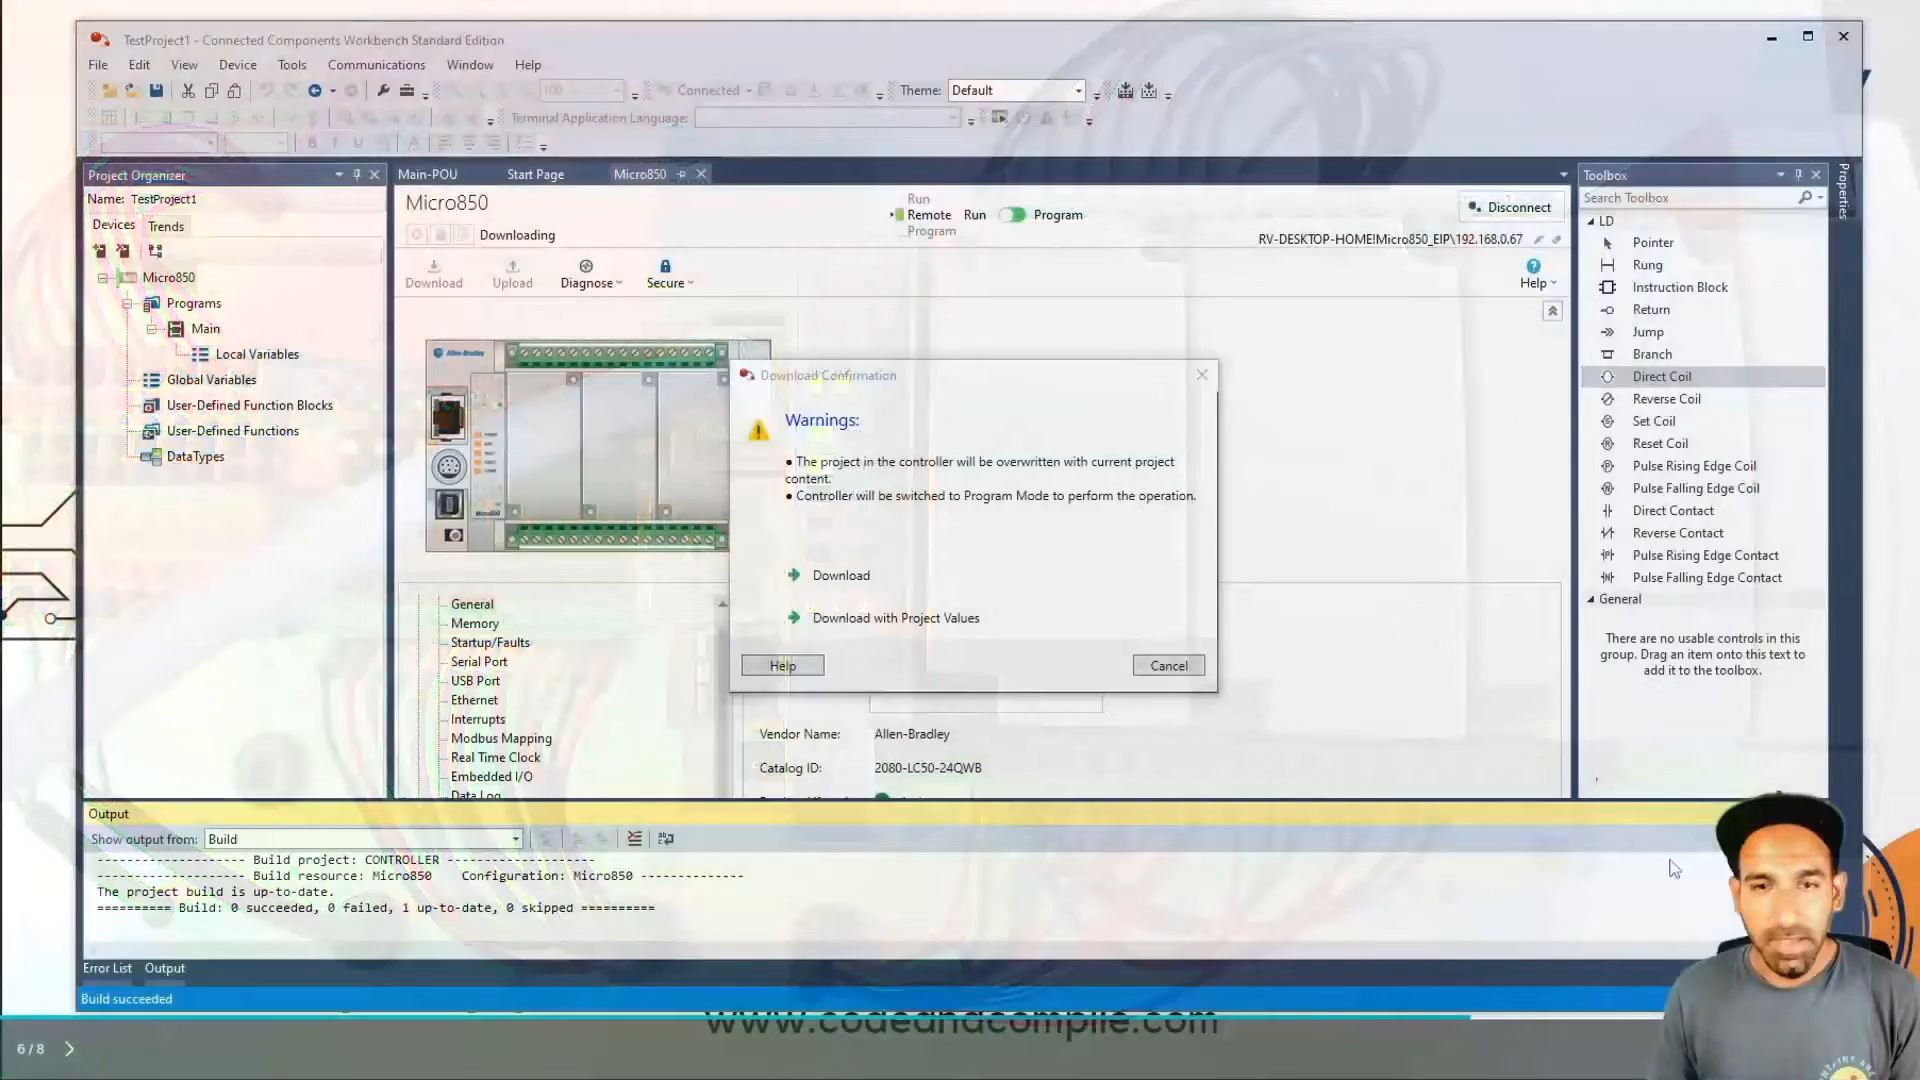 TestProject1 - Connected Components Workbench Standard Edition
File Edit View Device Tools Communications Window Help
100 Connected Theme: Default
Terminal Application Language:
Project Organizer
Name: TestProject1
Devices Trends
Micro850
Programs
Main
Local Variables
Global Variables
User-Defined Function Blocks
User-Defined Functions
DataTypes
Main-POU Start Page Micro850
Micro850
Downloading
Run
Remote
Program
Run Program
Disconnect
RV-DESKTOP-HOME!Micro850_EIP\192.168.0.67
Download Upload Diagnose Secure Help
Allen-Bradley
Micro850
General
Memory
Startup/Faults
Serial Port
USB Port
Ethernet
Interrupts
Modbus Mapping
Real Time Clock
Embedded I/O
Data Log
Download Confirmation
Warnings:
● The project in the controller will be overwritten with current project
content.
● Controller will be switched to Program Mode to perform the operation.
Download
Download with Project Values
Help Cancel
Vendor Name: Allen-Bradley
Catalog ID: 2080-LC50-24QWB
Toolbox
Search Toolbox
LD
Pointer
Rung
Instruction Block
Return
Jump
Branch
Direct Coil
Reverse Coil
Set Coil
Reset Coil
Pulse Rising Edge Coil
Pulse Falling Edge Coil
Direct Contact
Reverse Contact
Pulse Rising Edge Contact
Pulse Falling Edge Contact
General
There are no usable controls in this
group. Drag an item onto this text to
add it to the toolbox.
Properties
Output
Show output from: Build
------------------- Build project: CONTROLLER -------------------
------------------- Build resource: Micro850 Configuration: Micro850 --------------
The project build is up-to-date.
========== Build: 0 succeeded, 0 failed, 1 up-to-date, 0 skipped ==========
Error List Output
Build succeeded
www.codeandcompile.com
6 / 8